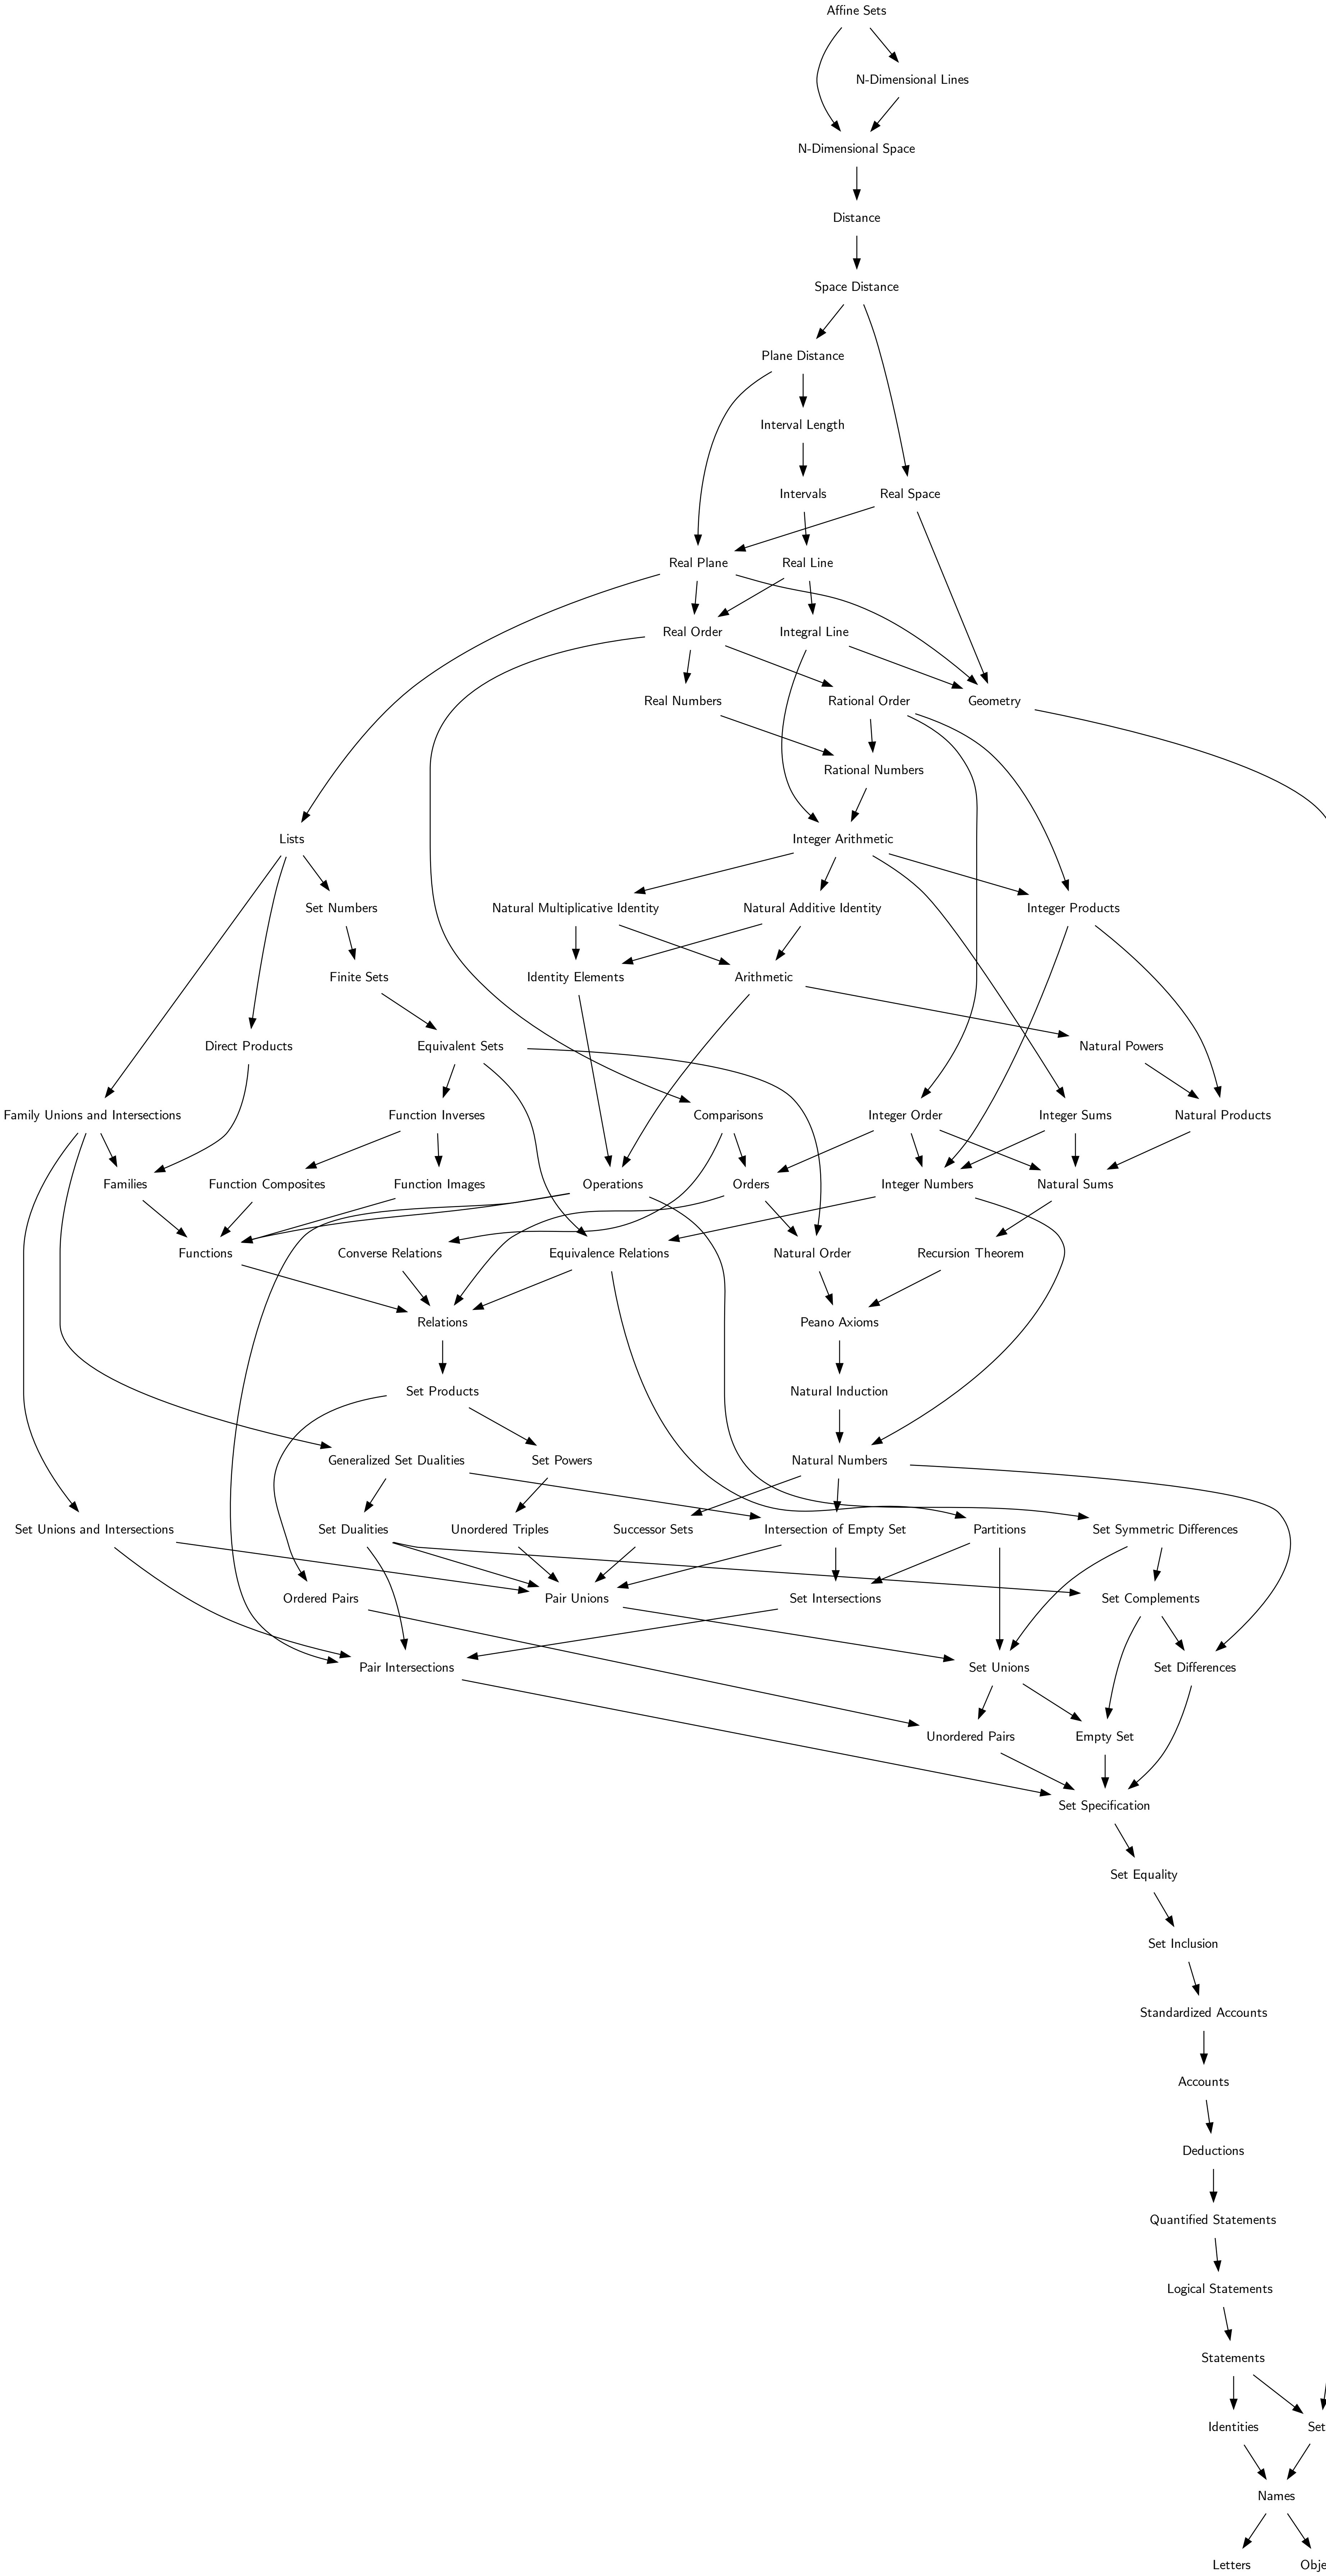 Affine Sets
N-Dimensional Lines
N-Dimensional Space
Distance
Space Distance
Plane Distance
Interval Length
Intervals Real Space
Real Plane Real Line
Real Order Integral Line
Real Numbers Rational Order Geometry
Rational Numbers
Lists Integer Arithmetic
Set Numbers Natural Multiplicative Identity Natural Additive Identity Integer Products
Finite Sets Identity Elements Arithmetic
Direct Products Equivalent Sets Natural Powers
Family Unions and Intersections Function Inverses Comparisons Integer Order Integer Sums Natural Products
Families Function Composites Function Images Operations Orders Integer Numbers Natural Sums
Functions Converse Relations Equivalence Relations Natural Order Recursion Theorem
Relations Peano Axioms
Set Products Natural Induction
Generalized Set Dualities Set Powers Natural Numbers
Set Unions and Intersections Set Dualities Unordered Triples Successor Sets Intersection of Empty Set Partitions Set Symmetric Differences
Ordered Pairs Pair Unions Set Intersections Set Complements
Pair Intersections Set Unions Set Differences
Unordered Pairs Empty Set
Set Specification
Set Equality
Set Inclusion
Standardized Accounts
Accounts
Deductions
Quantified Statements
Logical Statements
Statements
Identities Set
Names
Letters